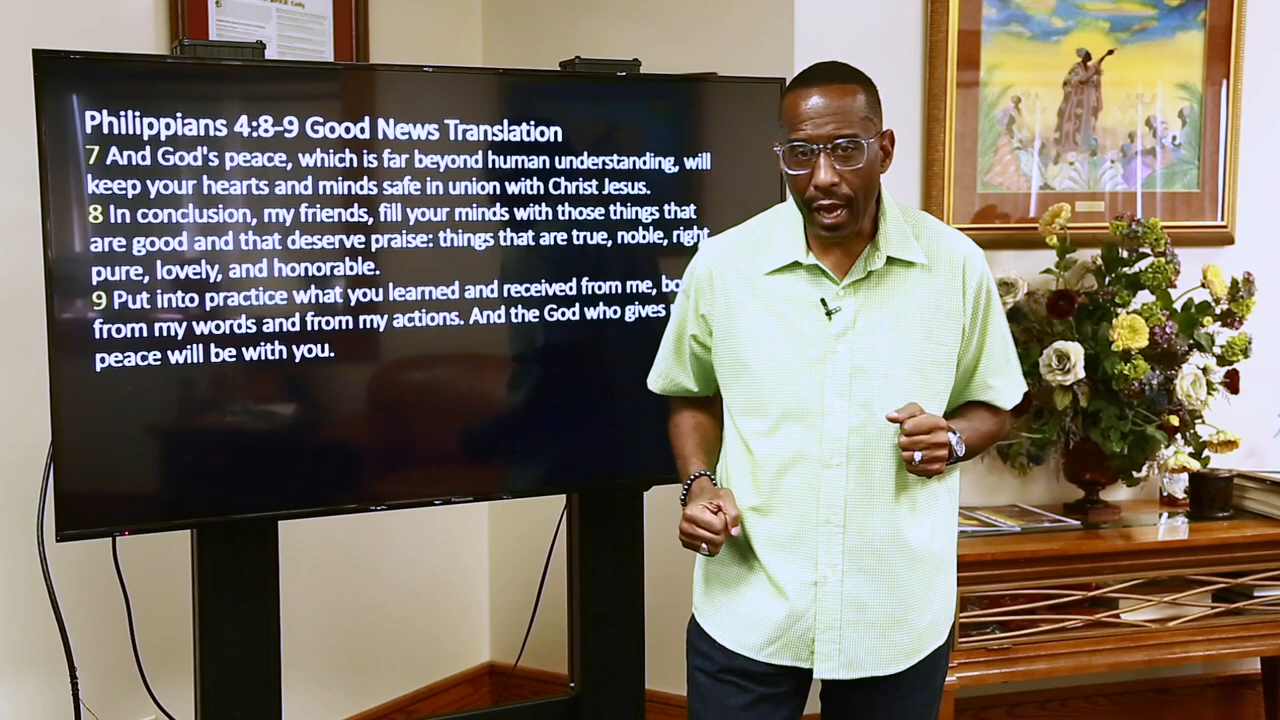 Philippians 4:8-9 Good News Translation
7 And God's peace, which is far beyond human understanding, will
keep your hearts and minds safe in union with Christ Jesus.
8 In conclusion, my friends, fill your minds with those things that
are good and that deserve praise: things that are true, noble, right
pure, lovely, and honorable.
9 Put into practice what you learned and received from me, bo
from my words and from my actions. And the God who gives
peace will be with you.